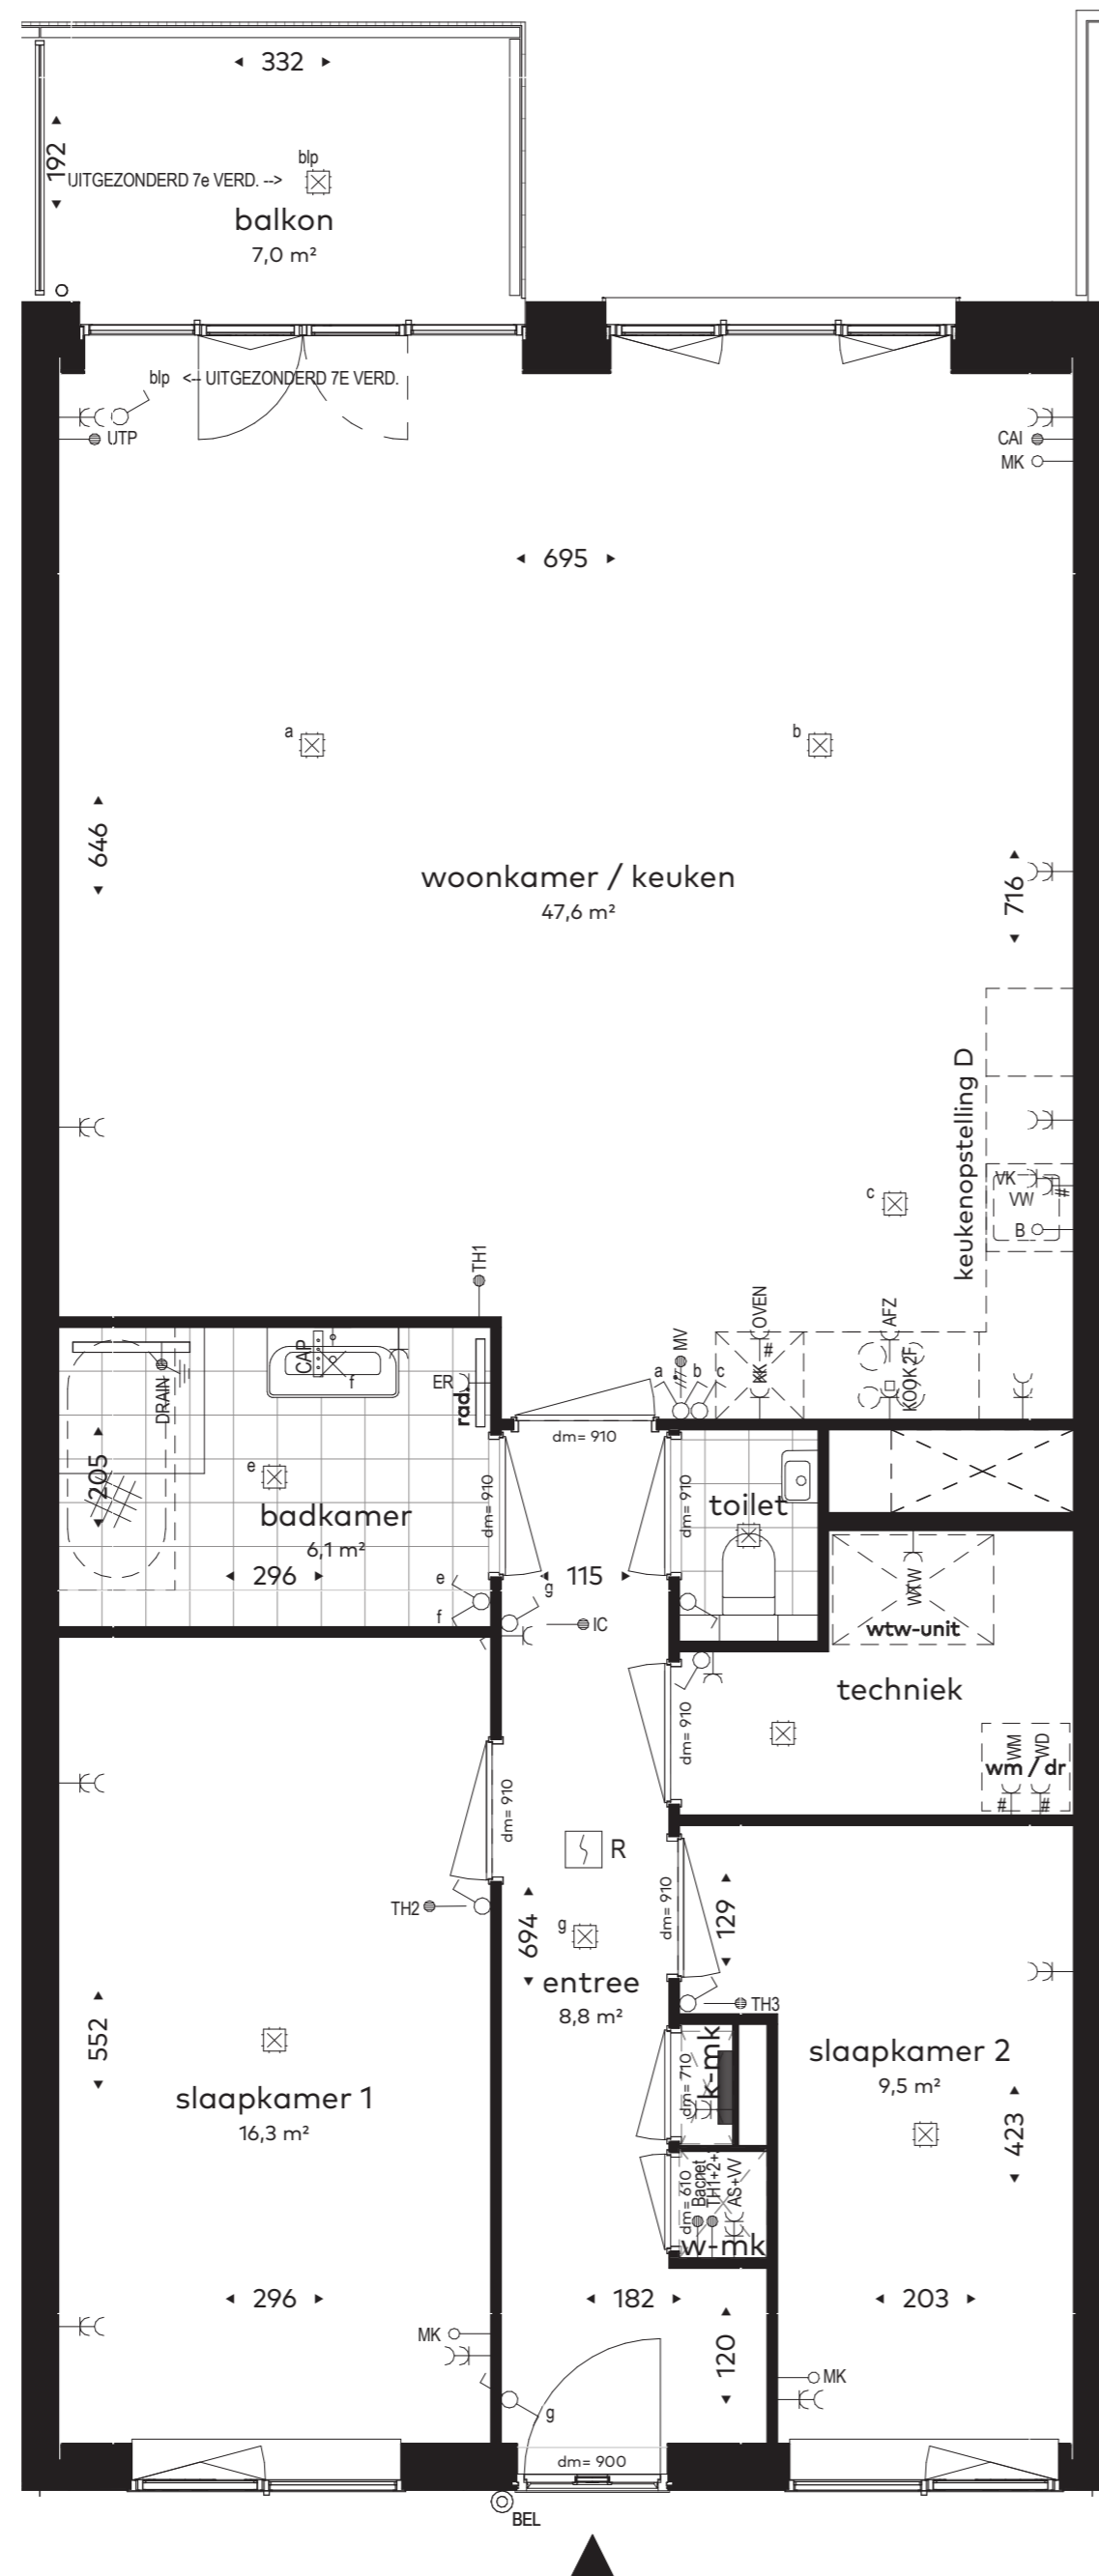 332
192
blp
UITGEZONDERD 7e VERD. -->
balkon
7,0 m²
blp <-- UITGEZONDERD 7E VERD.
UTP
CAI
MK
695
a
b
646
woonkamer / keuken
47,6 m²
716
keukenopstelling D
VK
VW
#
B
c
TH1
OVEN
#
KK
AFZ
KOOK2F
MV
a
b
c
DRAIN
CAP
f
ER
rad.
205
e
badkamer
6,1 m²
296
dm= 910
dm= 910
dm= 910
toilet
115
e
f
g
IC
WTW
wtw-unit
techniek
dm= 910
WM
WD
wm / dr
#
#
dm= 910
R
dm= 910
129
TH2
694
g
entree
8,8 m²
TH3
552
slaapkamer 1
16,3 m²
slaapkamer 2
9,5 m²
k-mk
dm= 710
423
dm= 610
Bacnet
TH1+2+
AS+VV
w-mk
296
182
203
120
MK
MK
g
dm= 900
BEL